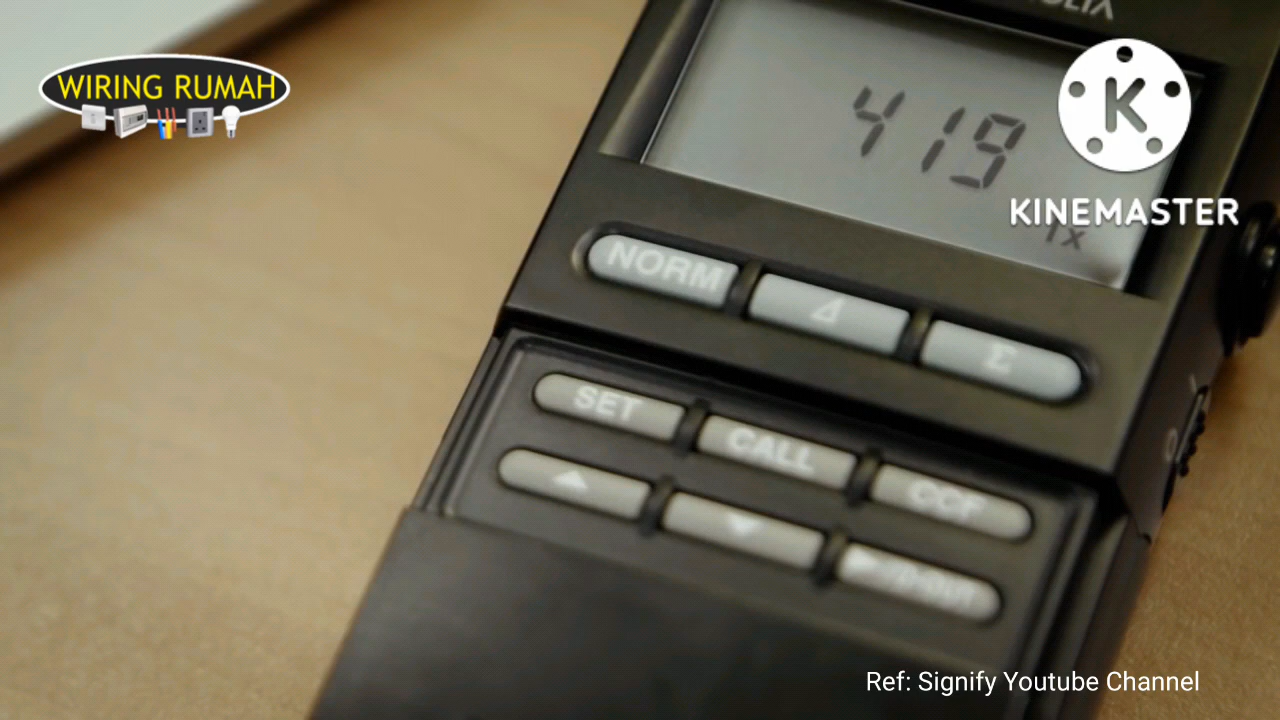 WIRING RUMAH
419
lx
K
KINEMASTER
NORM
Δ
Σ
SET
CALL
CCF
Ref: Signify Youtube Channel